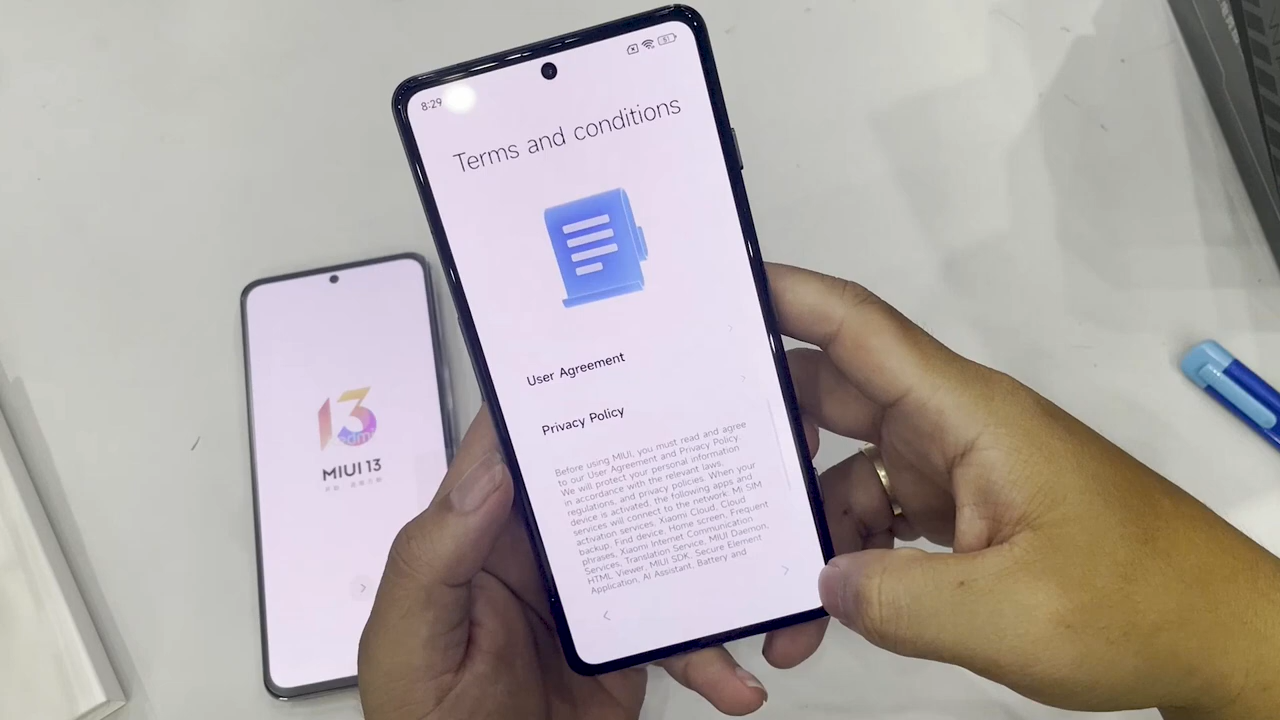 8:29
Terms and conditions
User Agreement
Privacy Policy
Before using MIUI, you must read and agree
to our User Agreement and Privacy Policy.
We will protect your personal information
in accordance with the relevant laws,
regulations, and privacy policies. When your
device is activated, the following apps and
services will connect to the network. Mi SIM
activation services, Xiaomi Cloud, Cloud
backup, Find device, Home screen, Frequent
phrases, Xiaomi Internet Communication
Services, Translation Service, MIUI Daemon,
HTML Viewer, MIUI SDK, Secure Element
Application, AI Assistant, Battery and
13
MIUI 13